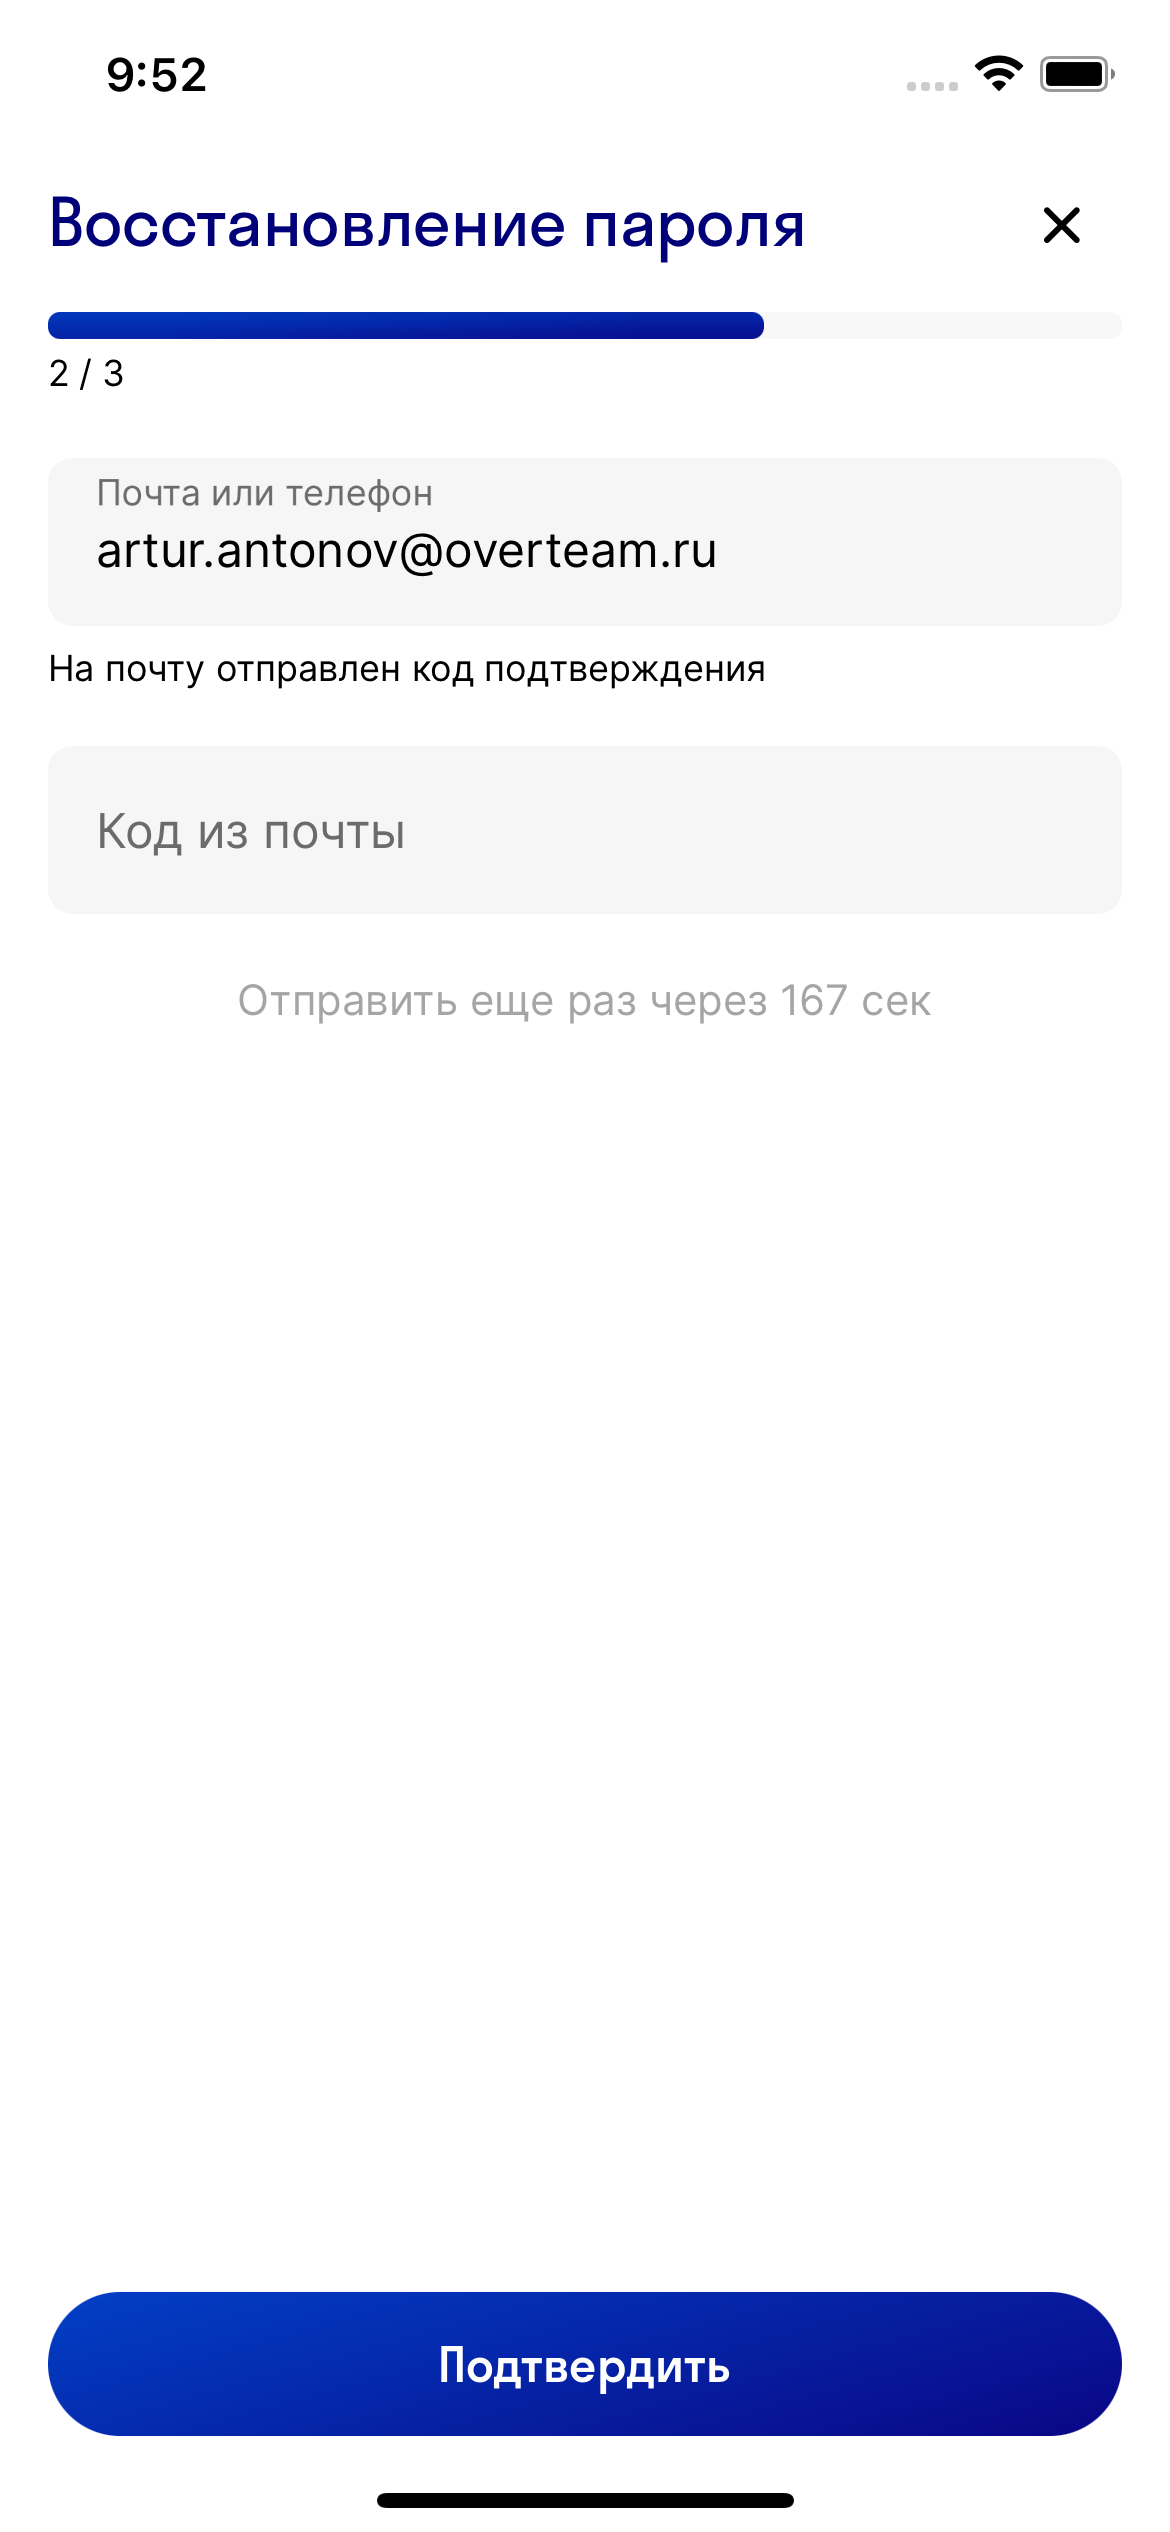 9:52
Восстановление пароля
2 / 3
Почта или телефон
artur.antonov@overteam.ru
На почту отправлен код подтверждения
Код из почты
Отправить еще раз через 167 сек
Подтвердить